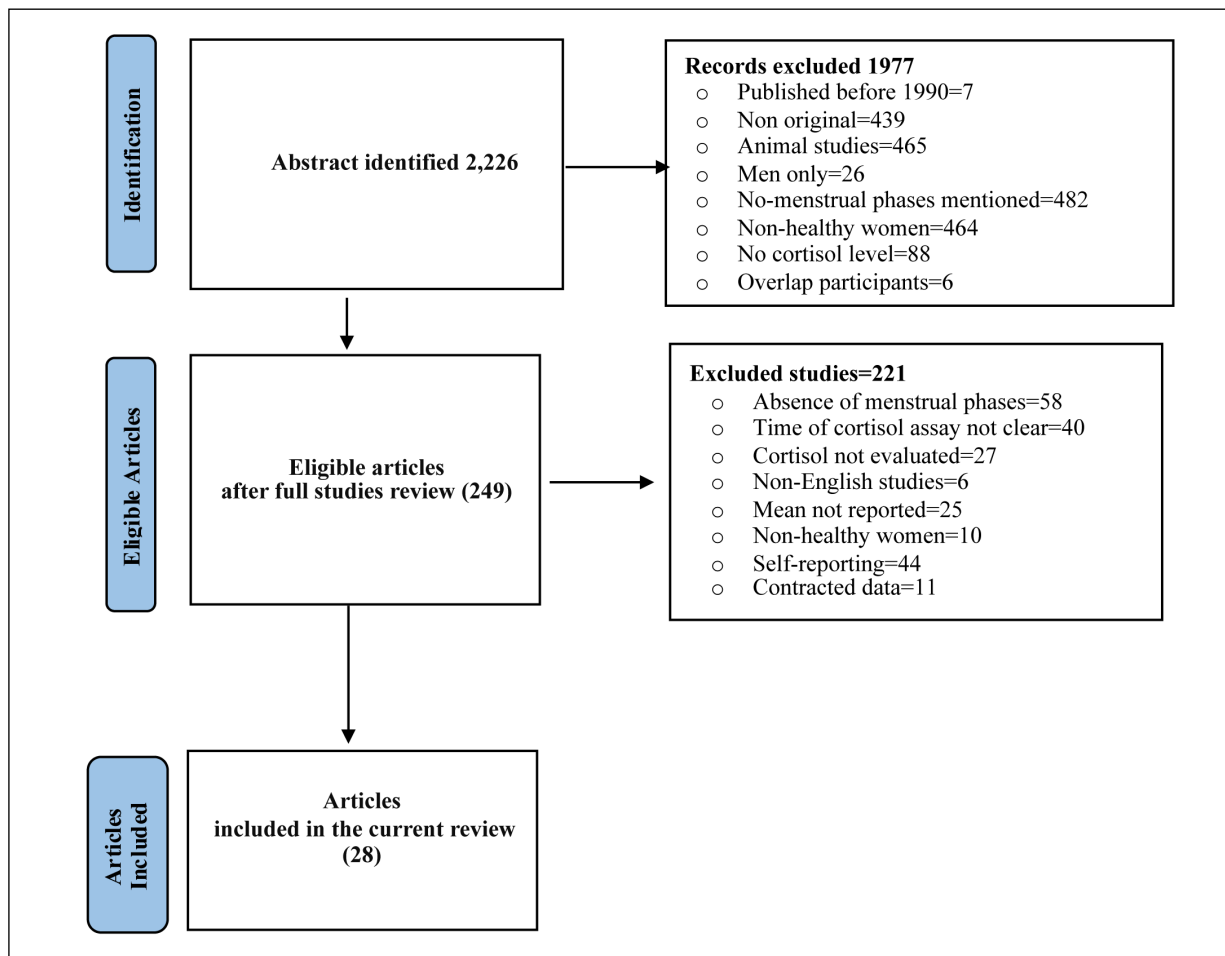 Identification
Abstract identified 2,226
Records excluded 1977
o Published before 1990=7
o Non original=439
o Animal studies=465
o Men only=26
o No-menstrual phases mentioned=482
o Non-healthy women=464
o No cortisol level=88
o Overlap participants=6
Eligible Articles
Eligible articles
after full studies review (249)
Excluded studies=221
o Absence of menstrual phases=58
o Time of cortisol assay not clear=40
o Cortisol not evaluated=27
o Non-English studies=6
o Mean not reported=25
o Non-healthy women=10
o Self-reporting=44
o Contracted data=11
Articles
Included
Articles
included in the current review
(28)